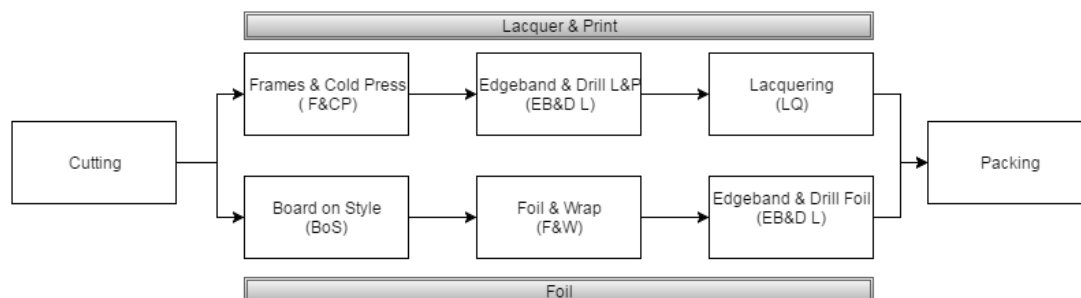 Lacquer & Print
Frames & Cold Press
( F&CP)
Edgeband & Drill L&P
(EB&D L)
Lacquering
(LQ)
Cutting
Packing
Board on Style
(BoS)
Foil & Wrap
(F&W)
Edgeband & Drill Foil
(EB&D L)
Foil